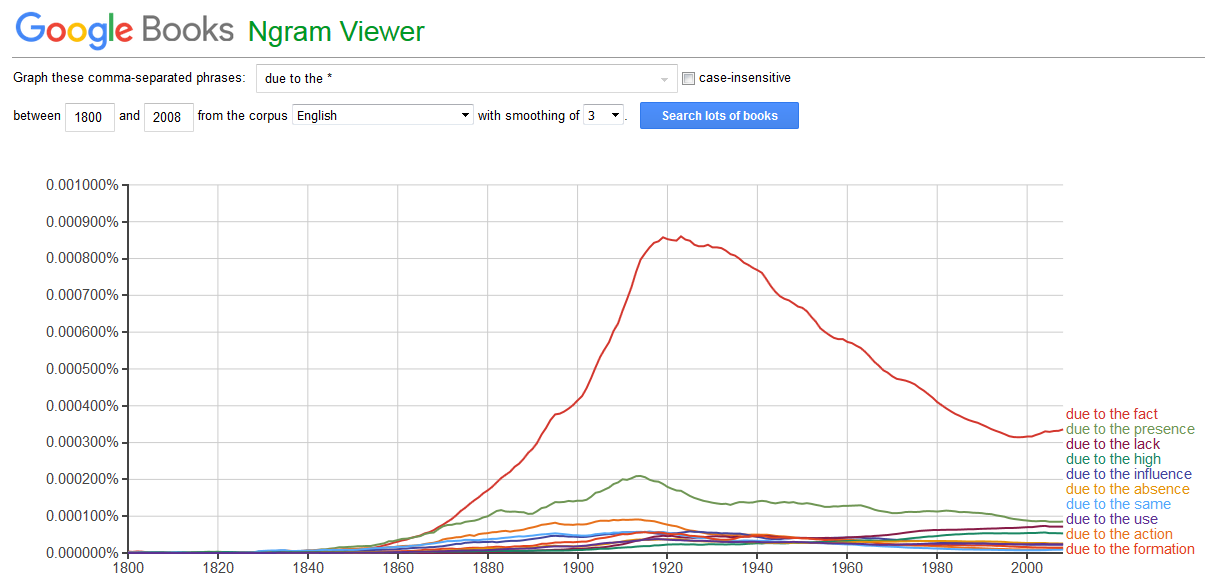 Google Books Ngram Viewer
Graph these comma-separated phrases: due to the * case-insensitive
between 1800 and 2008 from the corpus English with smoothing of 3 . Search lots of books
0.001000%
0.000900%
0.000800%
0.000700%
0.000600%
0.000500%
0.000400%
0.000300%
0.000200%
0.000100%
0.000000%
due to the fact
due to the presence
due to the lack
due to the high
due to the influence
due to the absence
due to the same
due to the use
due to the action
due to the formation
1800 1820 1840 1860 1880 1900 1920 1940 1960 1980 2000